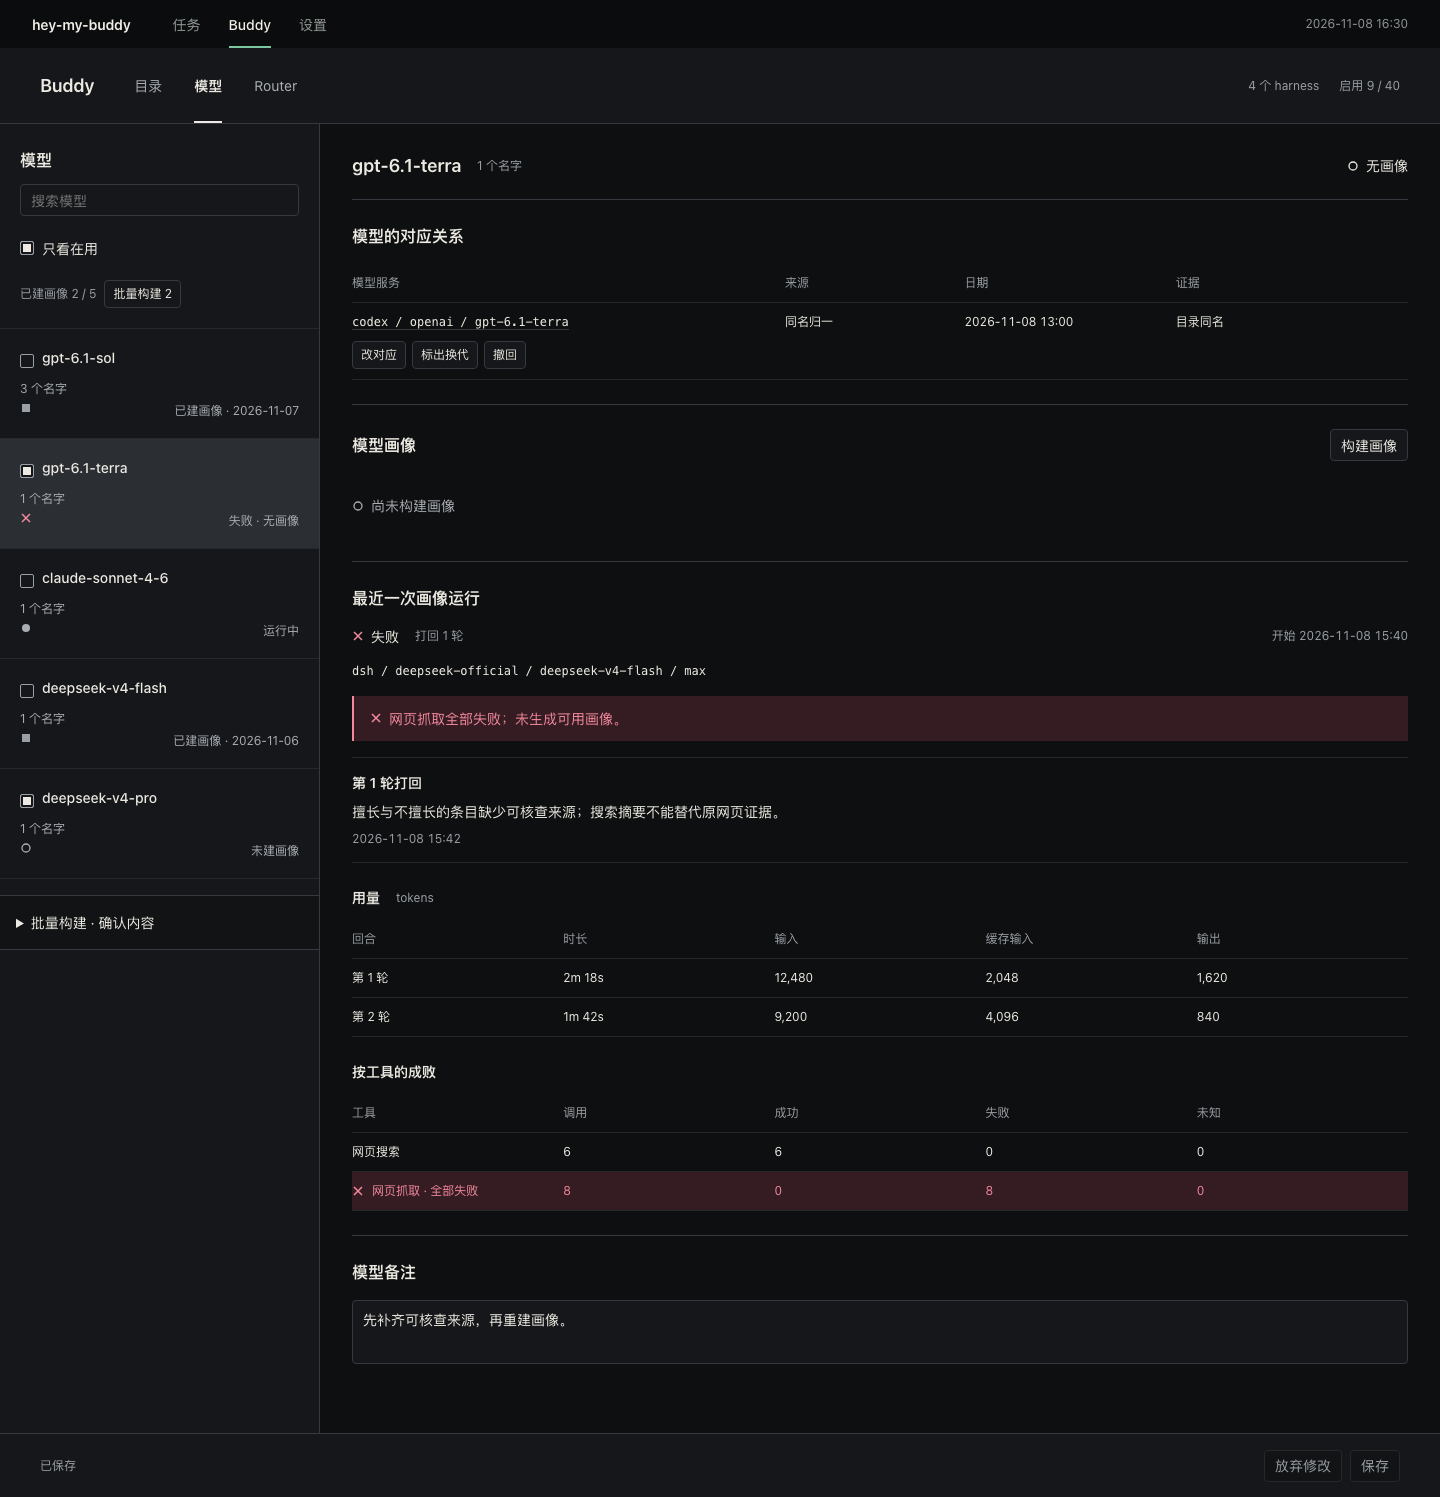 hey-my-buddy 任务 Buddy 设置 2026-11-08 16:30
Buddy 目录 模型 Router 4 个 harness 启用 9 / 40
模型
搜索模型
只看在用
已建画像 2 / 5 批量构建 2
gpt-6.1-sol
3 个名字
已建画像 · 2026-11-07
gpt-6.1-terra
1 个名字
失败 · 无画像
claude-sonnet-4-6
1 个名字
运行中
deepseek-v4-flash
1 个名字
已建画像 · 2026-11-06
deepseek-v4-pro
1 个名字
未建画像
批量构建 · 确认内容
gpt-6.1-terra 1 个名字 无画像
模型的对应关系
模型服务 来源 日期 证据
codex / openai / gpt-6.1-terra 同名归一 2026-11-08 13:00 目录同名
改对应 标出换代 撤回
模型画像 构建画像
尚未构建画像
最近一次画像运行
失败 打回 1 轮 开始 2026-11-08 15:40
dsh / deepseek-official / deepseek-v4-flash / max
网页抓取全部失败；未生成可用画像。
第 1 轮打回
擅长与不擅长的条目缺少可核查来源；搜索摘要不能替代原网页证据。
2026-11-08 15:42
用量 tokens
回合 时长 输入 缓存输入 输出
第 1 轮 2m 18s 12,480 2,048 1,620
第 2 轮 1m 42s 9,200 4,096 840
按工具的成败
工具 调用 成功 失败 未知
网页搜索 6 6 0 0
网页抓取 · 全部失败 8 0 8 0
模型备注
先补齐可核查来源，再重建画像。
已保存 放弃修改 保存